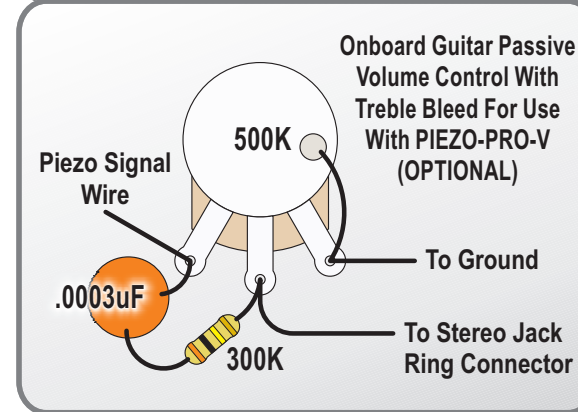 Onboard Guitar Passive
Volume Control With
Treble Bleed For Use
With PIEZO-PRO-V
(OPTIONAL)
500K
Piezo Signal
Wire
.0003uF
300K
To Ground
To Stereo Jack
Ring Connector